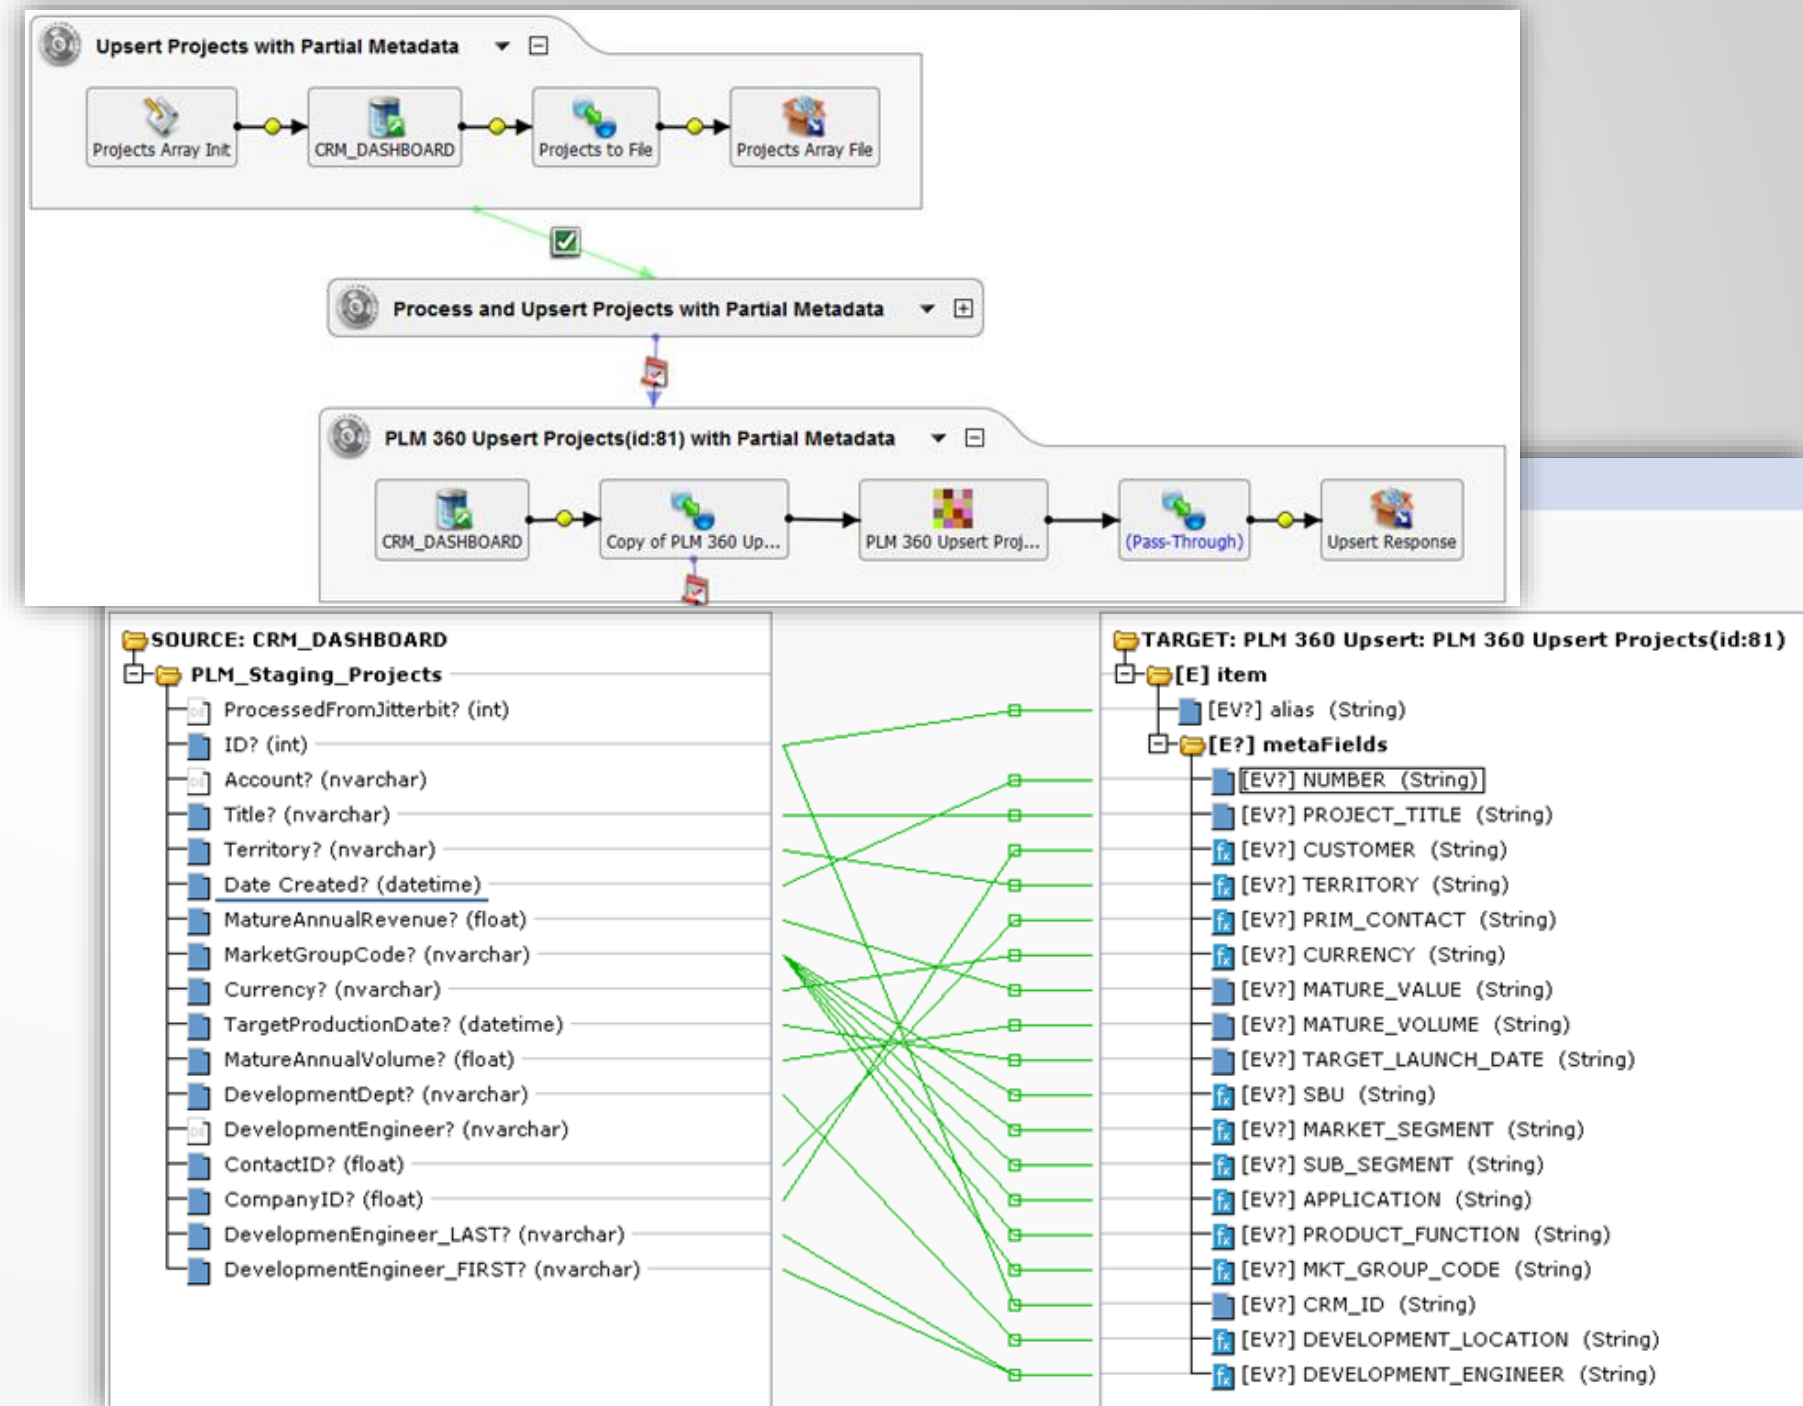 Upsert Projects with Partial Metadata
Projects Array Init
CRM_DASHBOARD
Projects to File
Projects Array File
Process and Upsert Projects with Partial Metadata
PLM 360 Upsert Projects(id:81) with Partial Metadata
CRM_DASHBOARD
Copy of PLM 360 Up...
PLM 360 Upsert Proj...
(Pass-Through)
Upsert Response
SOURCE: CRM_DASHBOARD
PLM_Staging_Projects
ProcessedFromJitterbit? (int)
ID? (int)
Account? (nvarchar)
Title? (nvarchar)
Territory? (nvarchar)
Date Created? (datetime)
MatureAnnualRevenue? (float)
MarketGroupCode? (nvarchar)
Currency? (nvarchar)
TargetProductionDate? (datetime)
MatureAnnualVolume? (float)
DevelopmentDept? (nvarchar)
DevelopmentEngineer? (nvarchar)
ContactID? (float)
CompanyID? (float)
DevelopmenEngineer_LAST? (nvarchar)
DevelopmentEngineer_FIRST? (nvarchar)
TARGET: PLM 360 Upsert: PLM 360 Upsert Projects(id:81)
[E] item
[EV?] alias (String)
[E?] metaFields
[EV?] NUMBER (String)
[EV?] PROJECT_TITLE (String)
[EV?] CUSTOMER (String)
[EV?] TERRITORY (String)
[EV?] PRIM_CONTACT (String)
[EV?] CURRENCY (String)
[EV?] MATURE_VALUE (String)
[EV?] MATURE_VOLUME (String)
[EV?] TARGET_LAUNCH_DATE (String)
[EV?] SBU (String)
[EV?] MARKET_SEGMENT (String)
[EV?] SUB_SEGMENT (String)
[EV?] APPLICATION (String)
[EV?] PRODUCT_FUNCTION (String)
[EV?] MKT_GROUP_CODE (String)
[EV?] CRM_ID (String)
[EV?] DEVELOPMENT_LOCATION (String)
[EV?] DEVELOPMENT_ENGINEER (String)